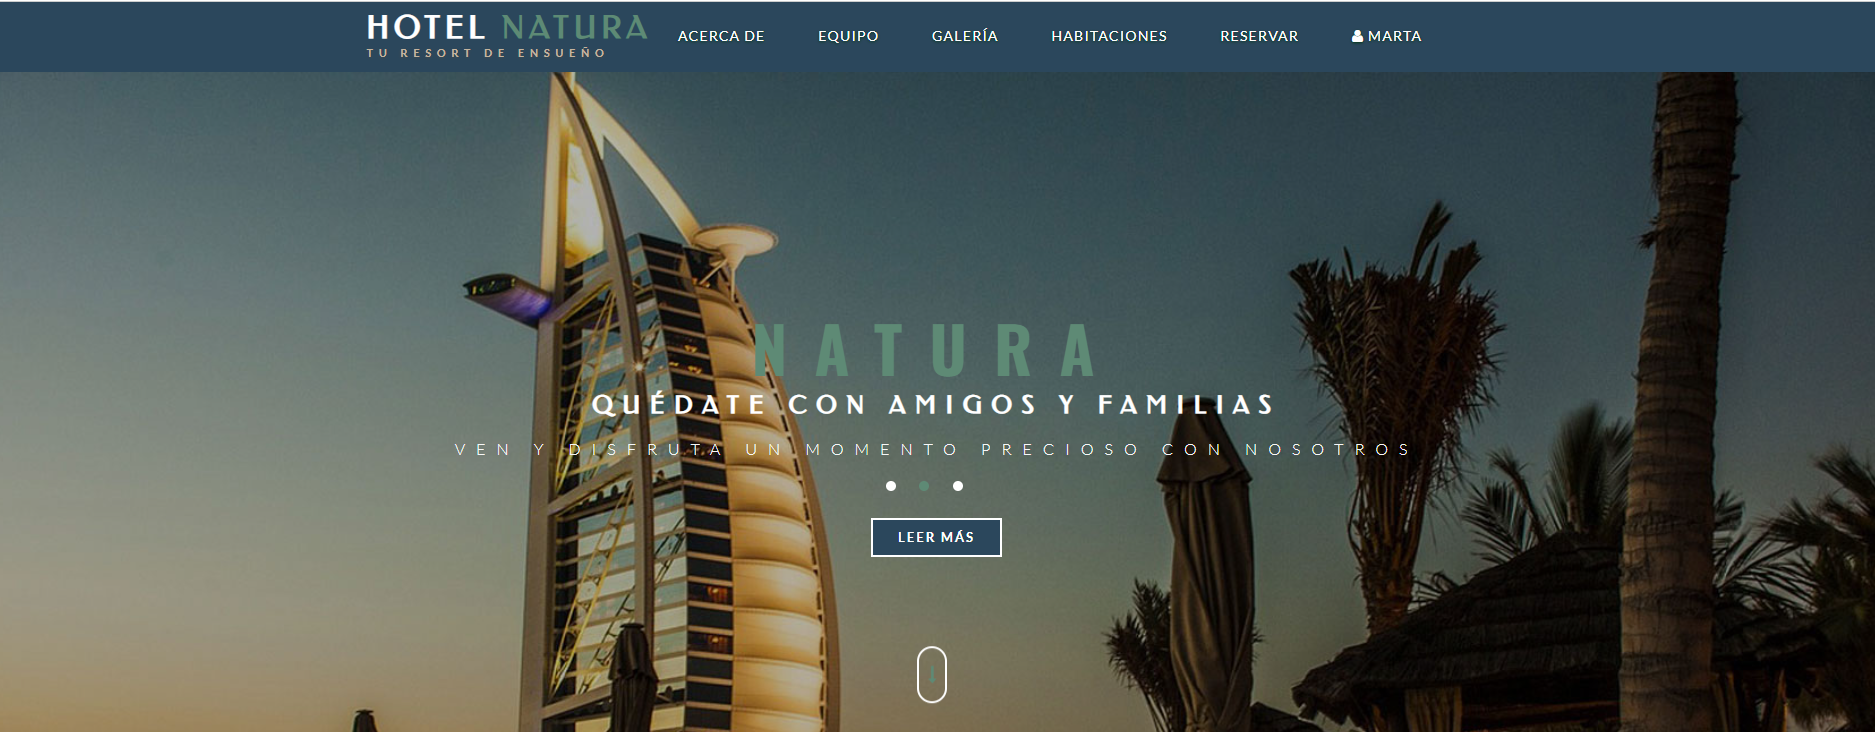 HOTEL NATURA
TU RESORT DE ENSUEÑO
ACERCA DE
EQUIPO
GALERÍA
HABITACIONES
RESERVAR
MARTA
NATURA
QUÉDATE CON AMIGOS Y FAMILIAS
VEN Y DISFRUTA UN MOMENTO PRECIOSO CON NOSOTROS
LEER MÁS